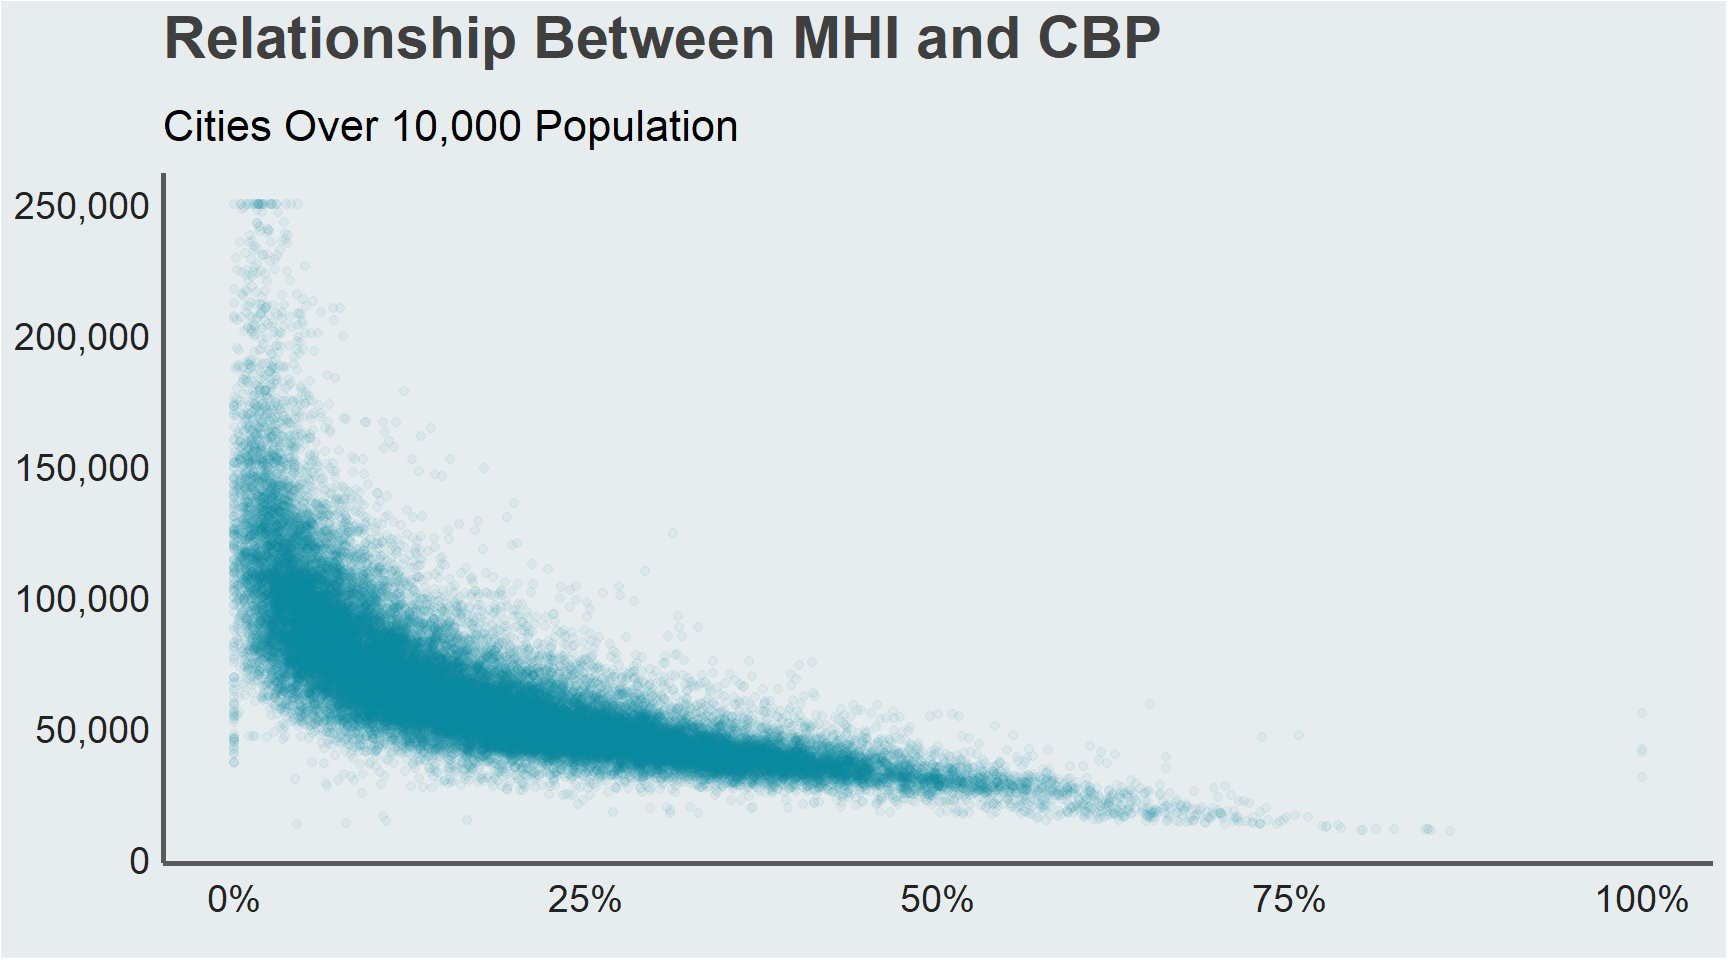 Relationship Between MHI and CBP
Cities Over 10,000 Population
250,000
200,000
150,000
100,000
50,000
0
0% 25% 50% 75% 100%